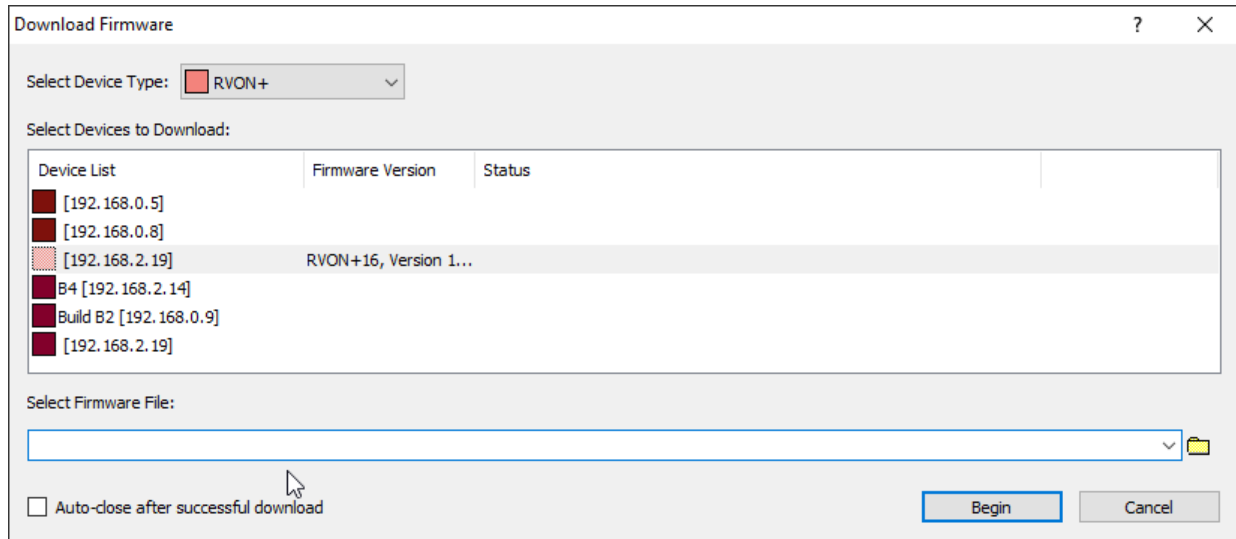 Download Firmware ? X
Select Device Type: RVON+
Select Devices to Download:
Device List Firmware Version Status
[192.168.0.5]
[192.168.0.8]
[192.168.2.19] RVON+16, Version 1...
B4 [192.168.2.14]
Build B2 [192.168.0.9]
[192.168.2.19]
Select Firmware File:
Auto-close after successful download Begin Cancel